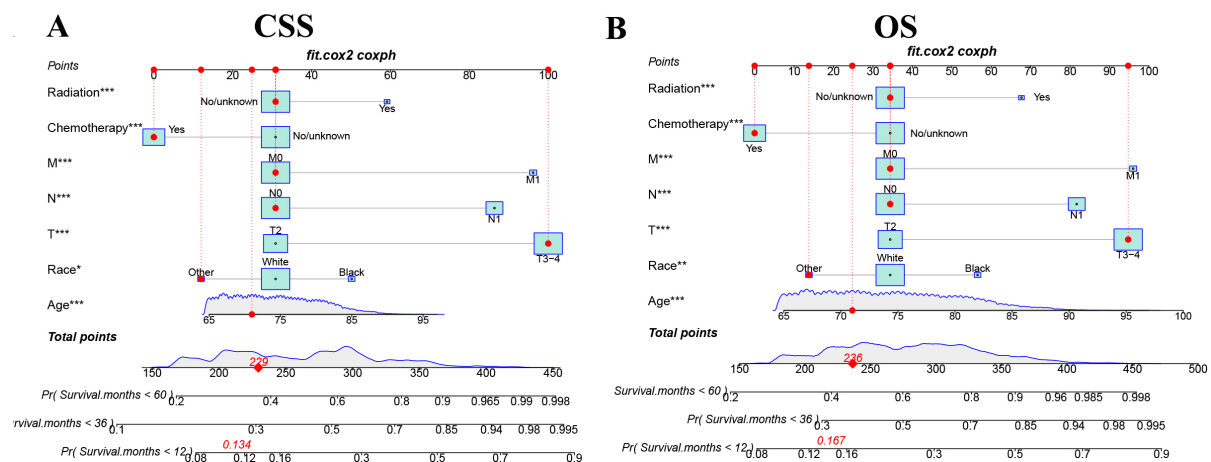 A CSS
fit.cox2 coxph
Points
0 20 40 60 80 100
Radiation*** No/unknown Yes
Chemotherapy*** Yes No/unknown
M*** M0 M1
N*** N0 N1
T*** T2 T3-4
Race* Other White Black
Age***
65 75 85 95
Total points
229
150 200 250 300 350 400 450
Pr( Survival.months < 60 )
0.2 0.4 0.6 0.8 0.9 0.965 0.99 0.998
rvival.months < 36 )
0.1 0.3 0.5 0.7 0.85 0.94 0.98 0.995
0.134
Pr( Survival.months < 12 )
0.08 0.12 0.16 0.3 0.5 0.7 0.9
B OS
fit.cox2 coxph
Points
0 10 20 30 40 50 60 70 80 90 100
Radiation*** No/unknown Yes
Chemotherapy*** Yes No/unknown
M*** M0 M1
N*** N0 N1
T*** T2 T3-4
Race** Other White Black
Age***
65 70 75 80 85 90 95 100
Total points
236
150 200 250 300 350 400 450 500
Survival.months < 60 )
0.2 0.4 0.6 0.8 0.9 0.96 0.985 0.998
Pr( Survival.months < 36 )
0.3 0.5 0.7 0.85 0.94 0.98 0.995
0.167
Pr( Survival.months < 12 )
0.08 0.12 0.16 0.3 0.5 0.7 0.9